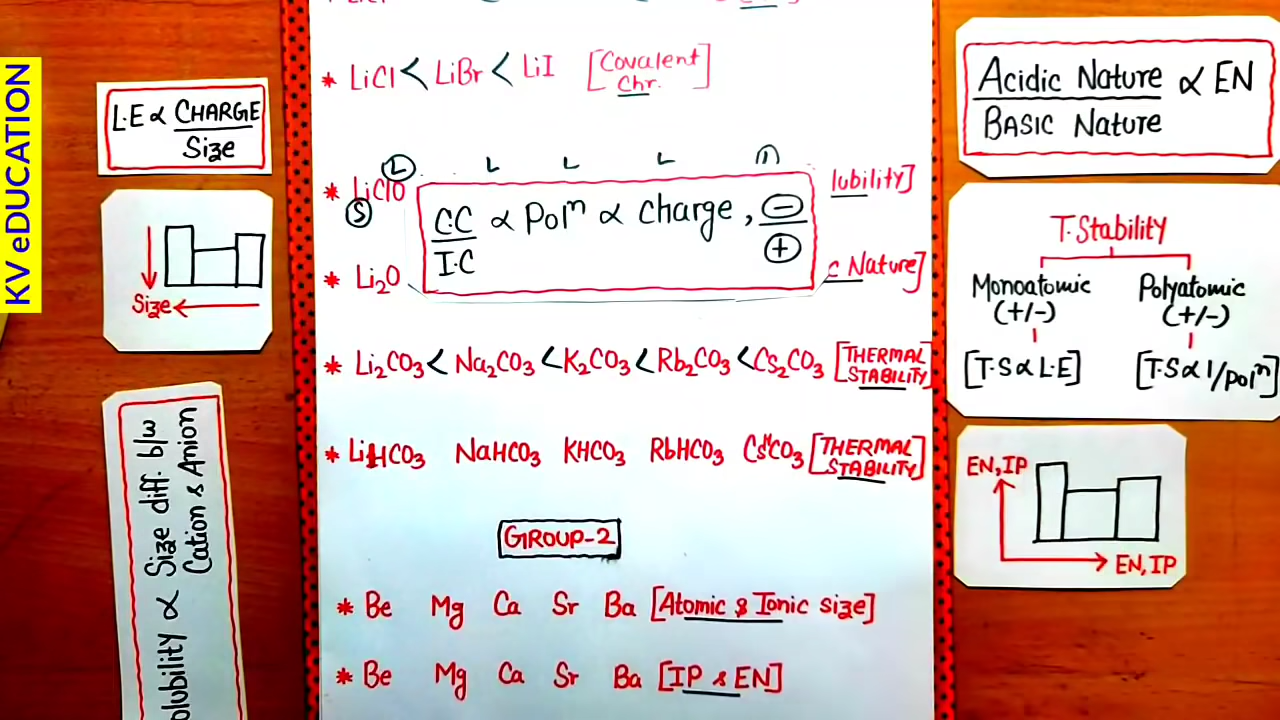 KV eDUCATION
L.E ∝ CHARGE
Size
Size
Solubility ∝ Size diff. b/w
Cation & Anion
* LiCl < LiBr < LiI [Covalent
Chr.]
L L L L
* LiClO
S
lubility]
C.C ∝ Polⁿ ∝ charge, ⊖
I.C ⊕
* Li₂O
c Nature]
* Li₂CO₃ < Na₂CO₃ < K₂CO₃ < Rb₂CO₃ < Cs₂CO₃ [THERMAL
STABILITY]
* LiHCO₃ NaHCO₃ KHCO₃ RbHCO₃ CsHCO₃ [THERMAL
STABILITY]
GROUP-2
* Be Mg Ca Sr Ba [Atomic & Ionic size]
* Be Mg Ca Sr Ba [IP & EN]
Acidic Nature ∝ EN
BASIC Nature
T.Stability
Monoatomic
(+/-)
[T.S ∝ L.E]
Polyatomic
(+/-)
[T.S ∝ 1/polⁿ]
EN, IP
EN, IP